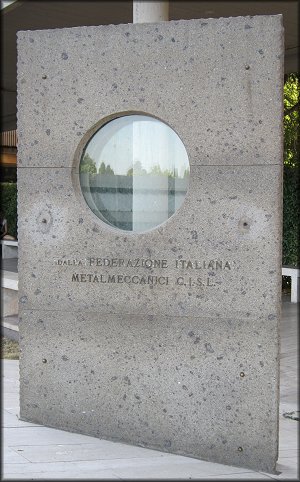 DALLA FEDERAZIONE ITALIANA
METALMECCANICI C.I.S.L.